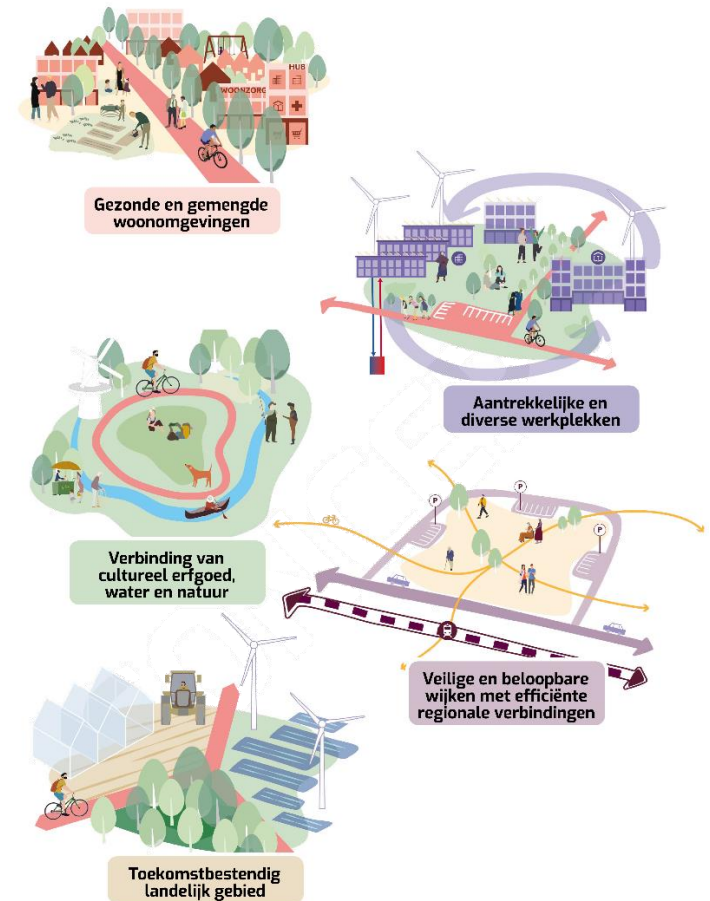 HUB
WOONZORG
Gezonde en gemengde
woonomgevingen
Aantrekkelijke en
diverse werkplekken
Verbinding van
cultureel erfgoed,
water en natuur
P
P
P
Veilige en beloopbare
wijken met efficiënte
regionale verbindingen
Toekomstbestendig
landelijk gebied